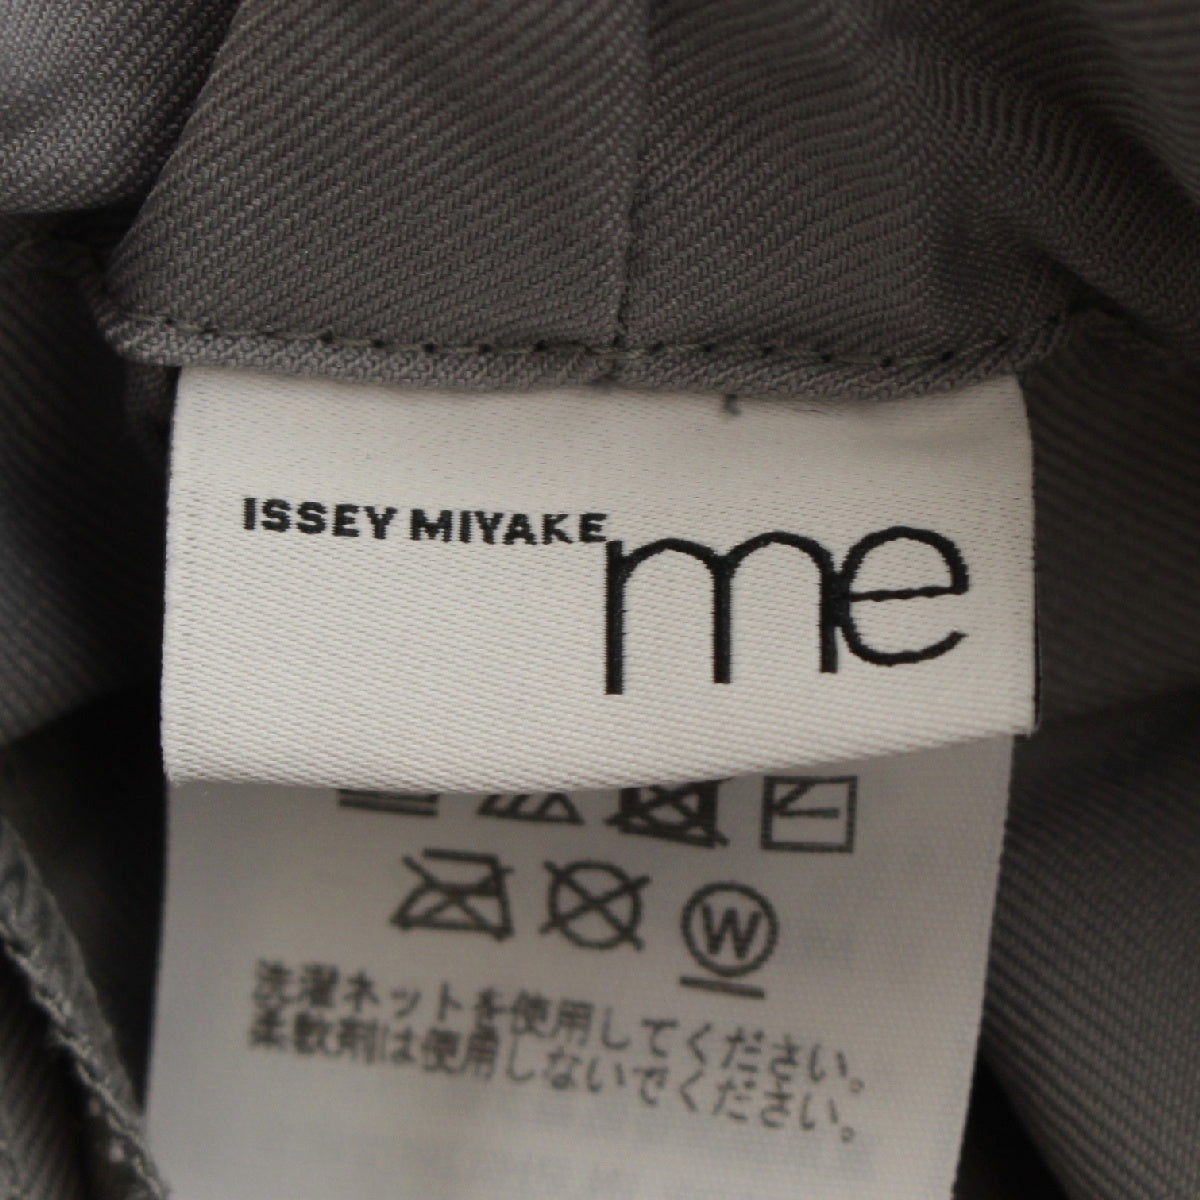 ISSEY MIYAKE me
W
洗濯ネットを使用してください。
柔軟剤は使用しないでください。